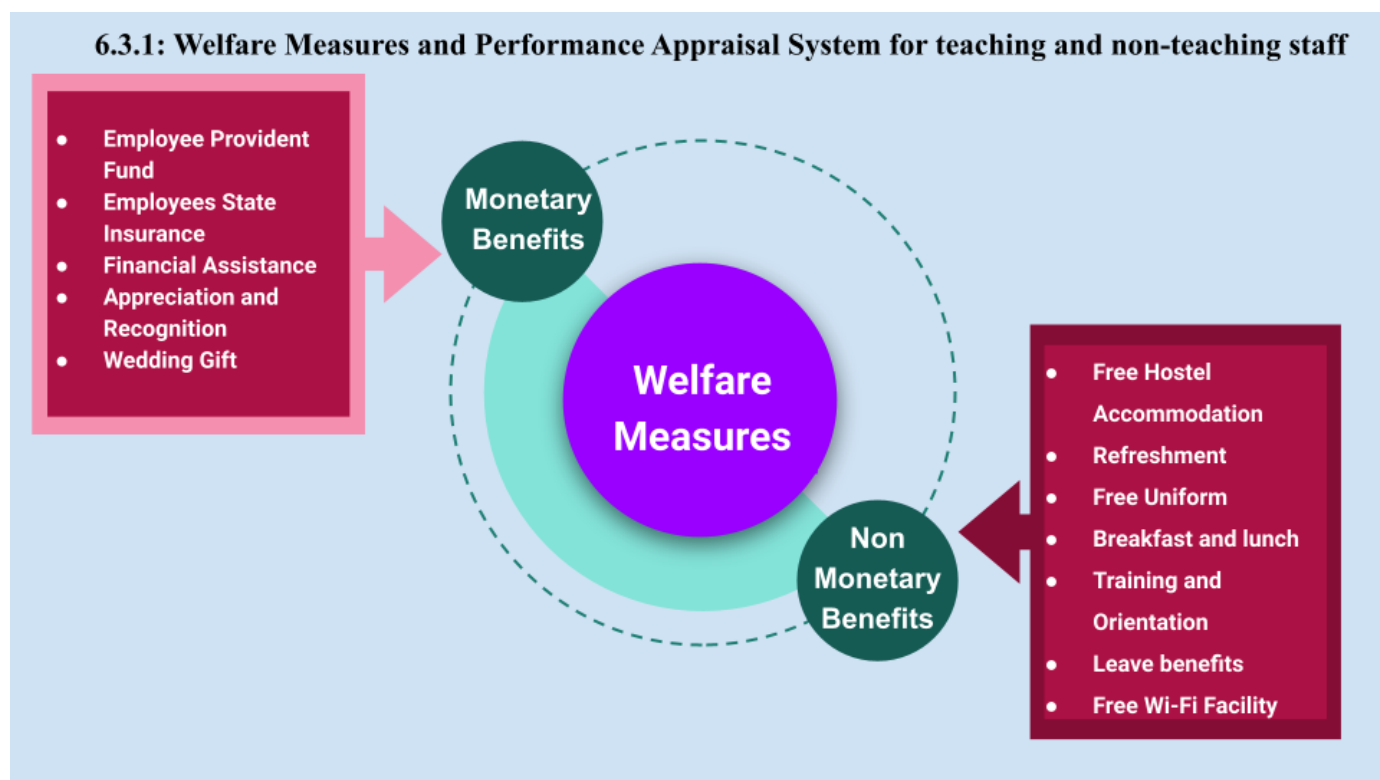 6.3.1: Welfare Measures and Performance Appraisal System for teaching and non-teaching staff
● Employee Provident
Fund
● Employees State
Insurance
● Financial Assistance
● Appreciation and
Recognition
● Wedding Gift
Monetary
Benefits
Welfare
Measures
Non
Monetary
Benefits
● Free Hostel
Accommodation
● Refreshment
● Free Uniform
● Breakfast and lunch
● Training and
Orientation
● Leave benefits
● Free Wi-Fi Facility